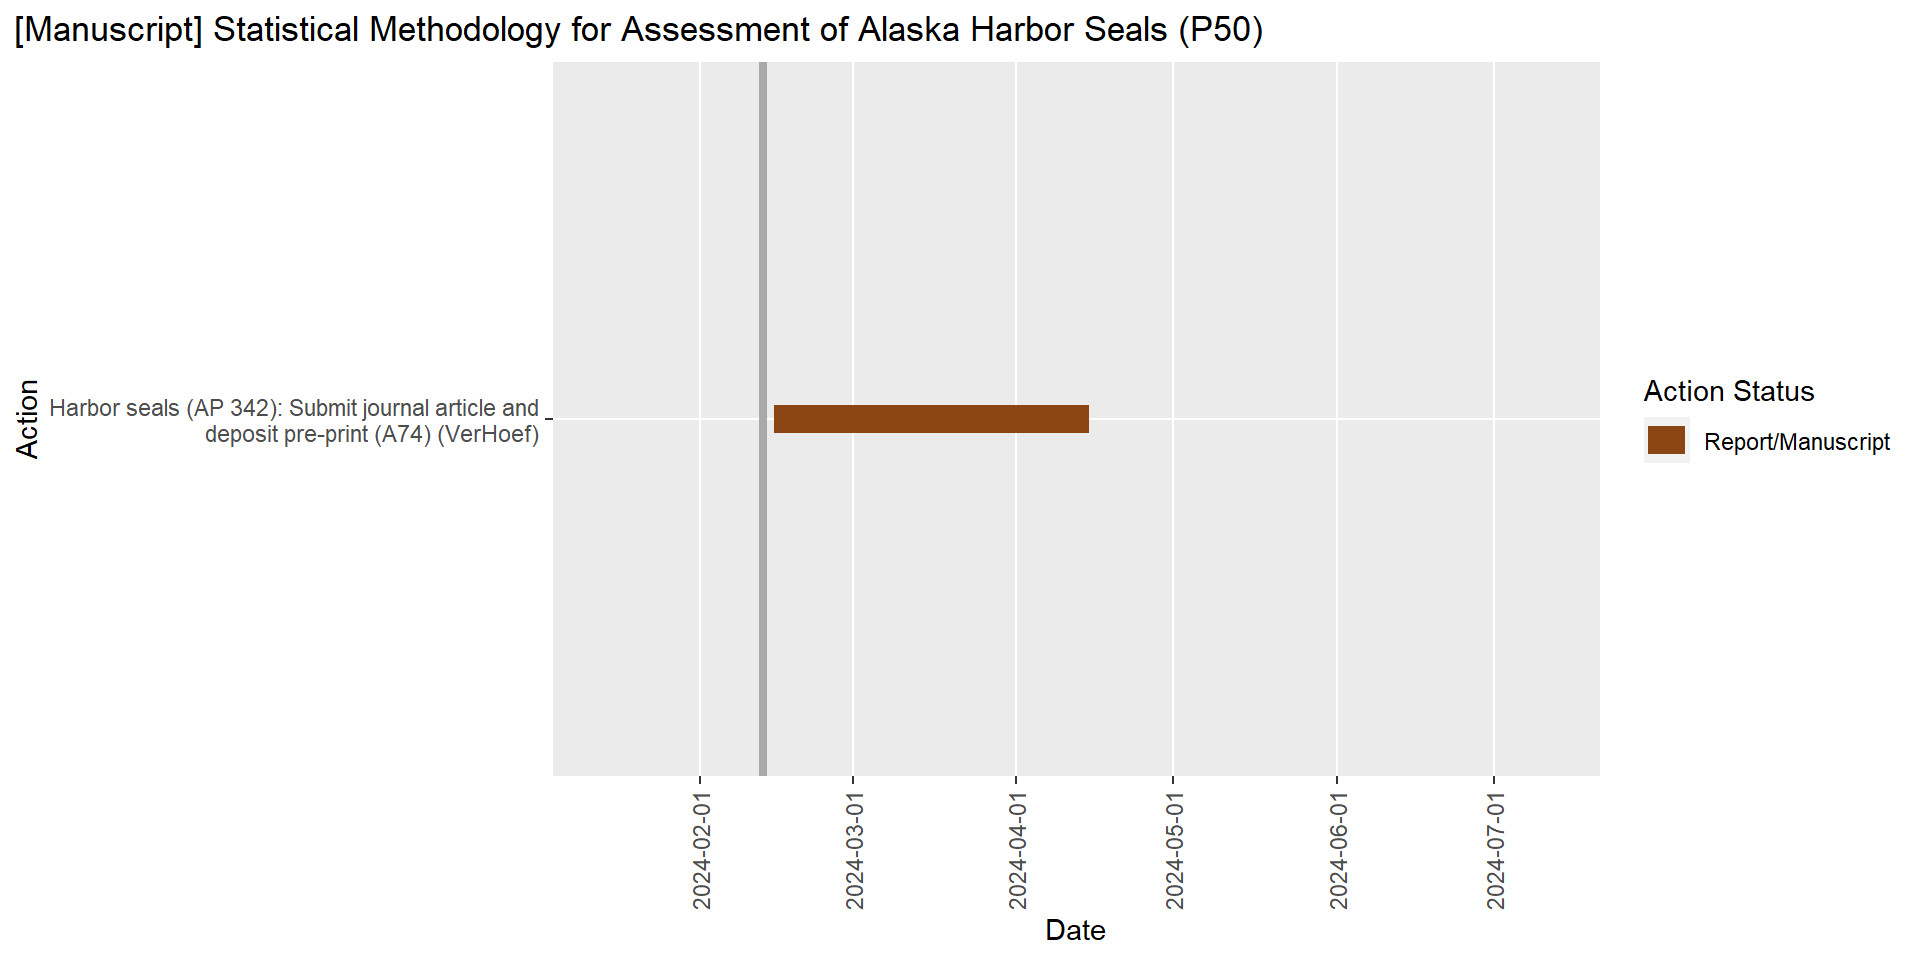 [Manuscript] Statistical Methodology for Assessment of Alaska Harbor Seals (P50)
Action
Harbor seals (AP 342): Submit journal article and
deposit pre-print (A74) (VerHoef)
Action Status
Report/Manuscript
2024-02-01
2024-03-01
2024-04-01
2024-05-01
2024-06-01
2024-07-01
Date